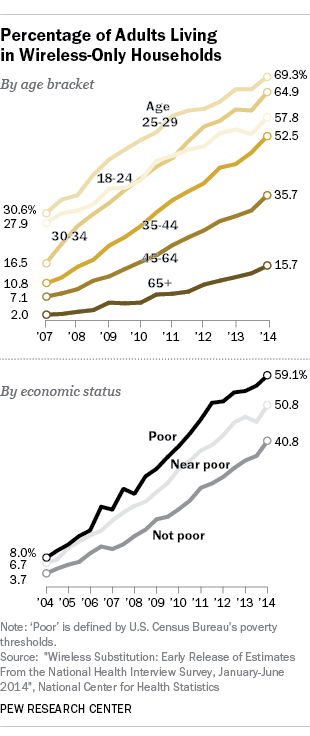 Percentage of Adults Living
in Wireless-Only Households
By age bracket
69.3%
64.9
Age
25-29
57.8
52.5
18-24
30.6%
27.9
30-34
35-44
35.7
45-64
16.5
65+
15.7
10.8
7.1
2.0
'07 '08 '09 '10 '11 '12 '13 '14
By economic status
59.1%
50.8
Poor
40.8
Near poor
Not poor
8.0%
6.7
3.7
'04 '05 '06 '07 '08 '09 '10 '11 '12 '13 '14
Note: 'Poor' is defined by U.S. Census Bureau's poverty
thresholds.
Source: "Wireless Substitution: Early Release of Estimates
From the National Health Interview Survey, January-June
2014", National Center for Health Statistics
PEW RESEARCH CENTER